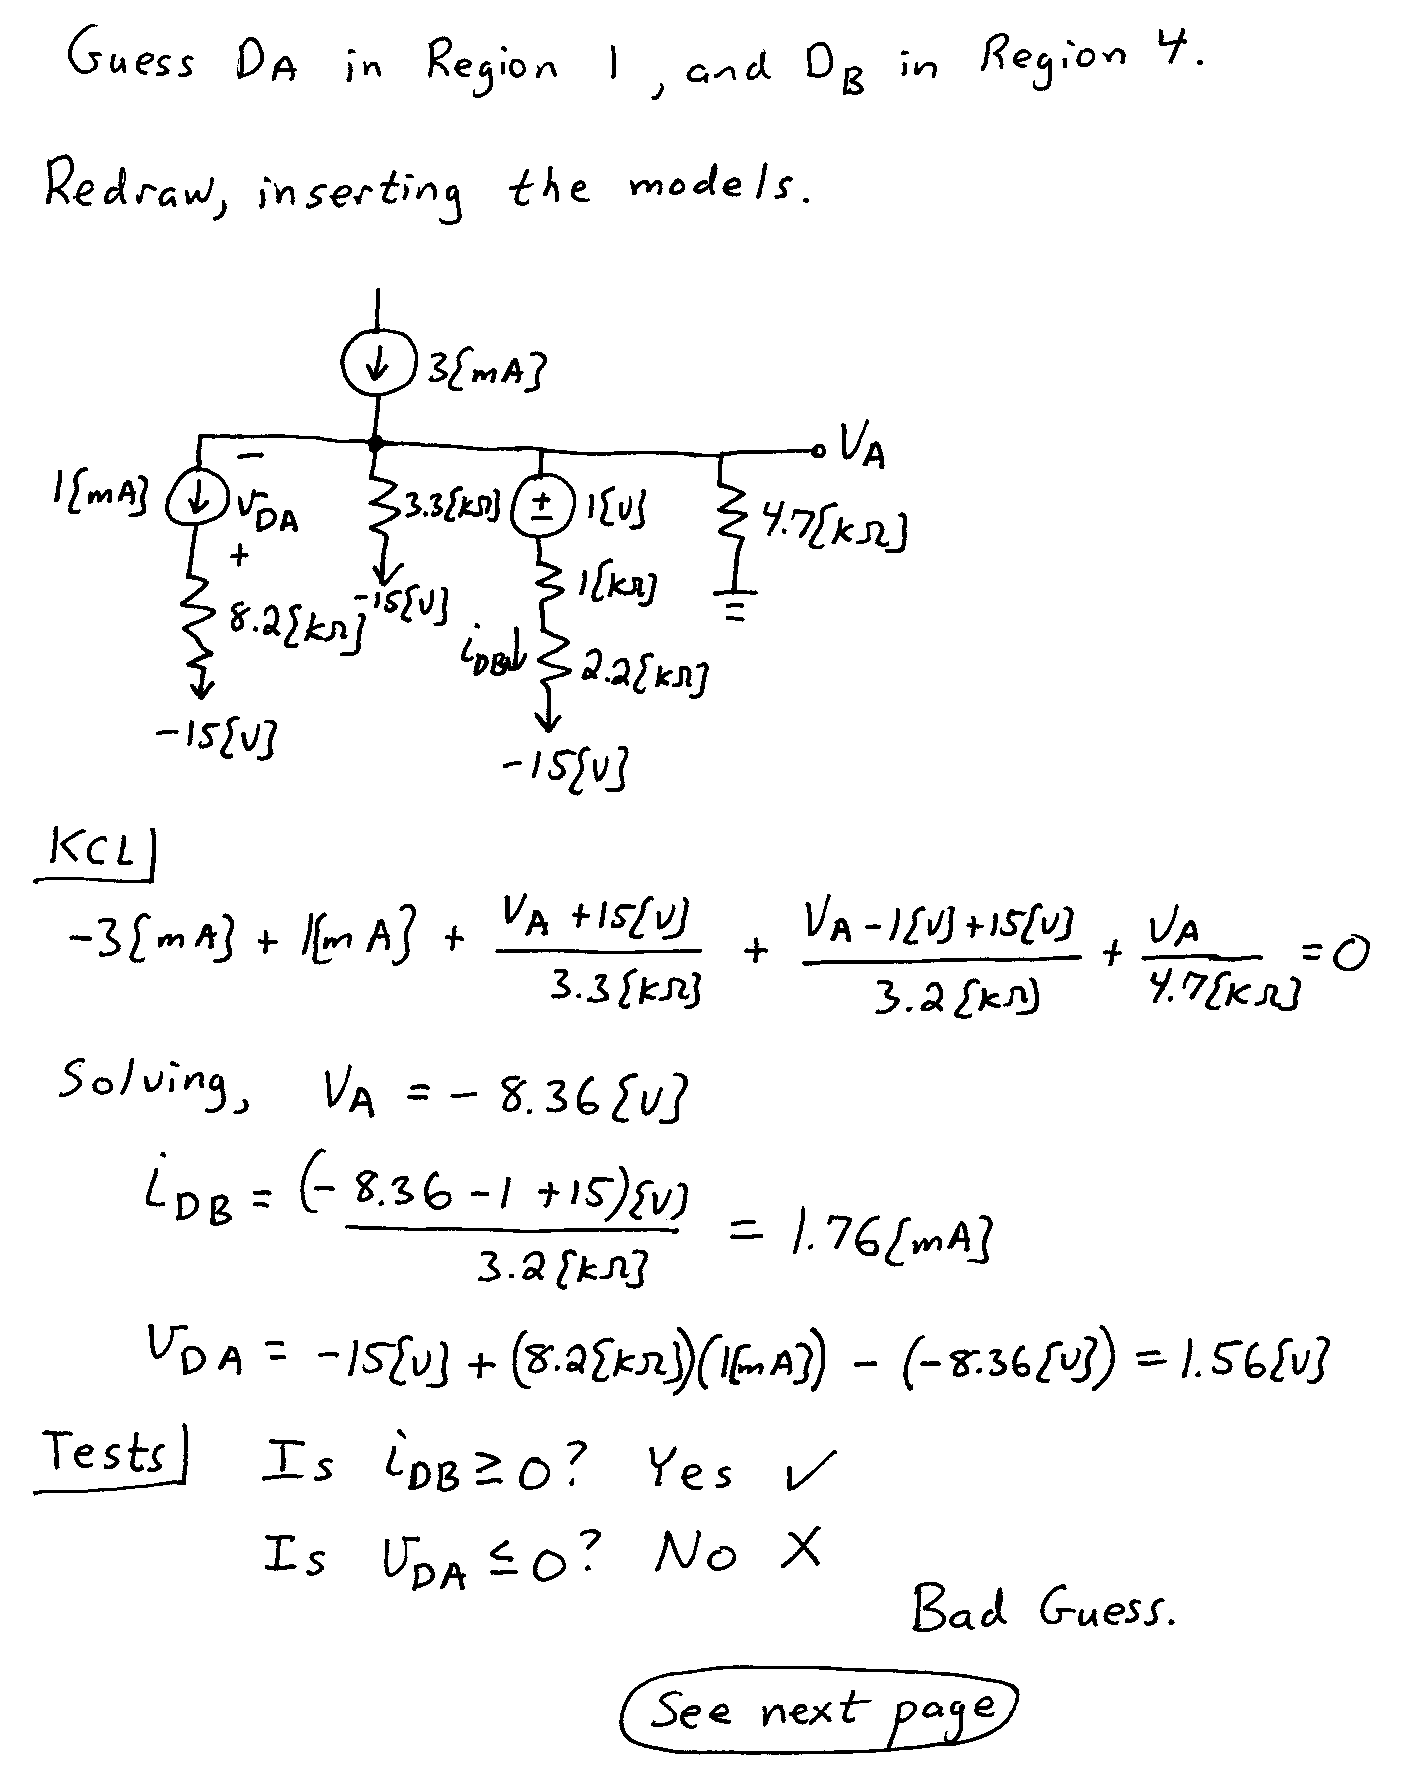 Guess DA in Region 1, and DB in Region 4.
Redraw, inserting the models.
3{mA}
VA
1{mA}
−
vDA
+
3.3{kΩ}
±
1{V}
4.7{kΩ}
1{kΩ}
-15{V}
8.2{kΩ}
iDB
2.2{kΩ}
-15{V}
-15{V}
KCL
-3{mA} + 1{mA} + (VA + 15{V})/3.3{kΩ} + (VA - 1{V} + 15{V})/3.2{kΩ} + VA/4.7{kΩ} = 0
Solving, VA = -8.36{V}
iDB = (-8.36 - 1 + 15){V}/3.2{kΩ} = 1.76{mA}
vDA = -15{V} + (8.2{kΩ})(1{mA}) - (-8.36{V}) = 1.56{V}
Tests Is iDB ≥ 0? Yes ✓
Is vDA ≤ 0? No X
Bad Guess.
See next page